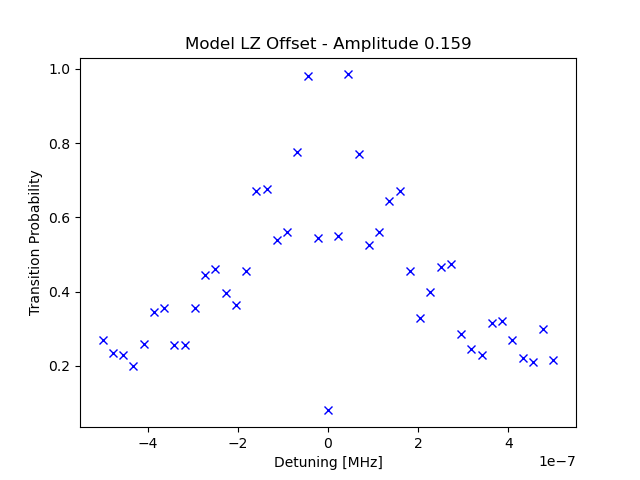 Model LZ Offset - Amplitude 0.159
1.0
0.8
0.6
0.4
0.2
Transition Probability
−4
−2
0
2
4
1e−7
Detuning [MHz]